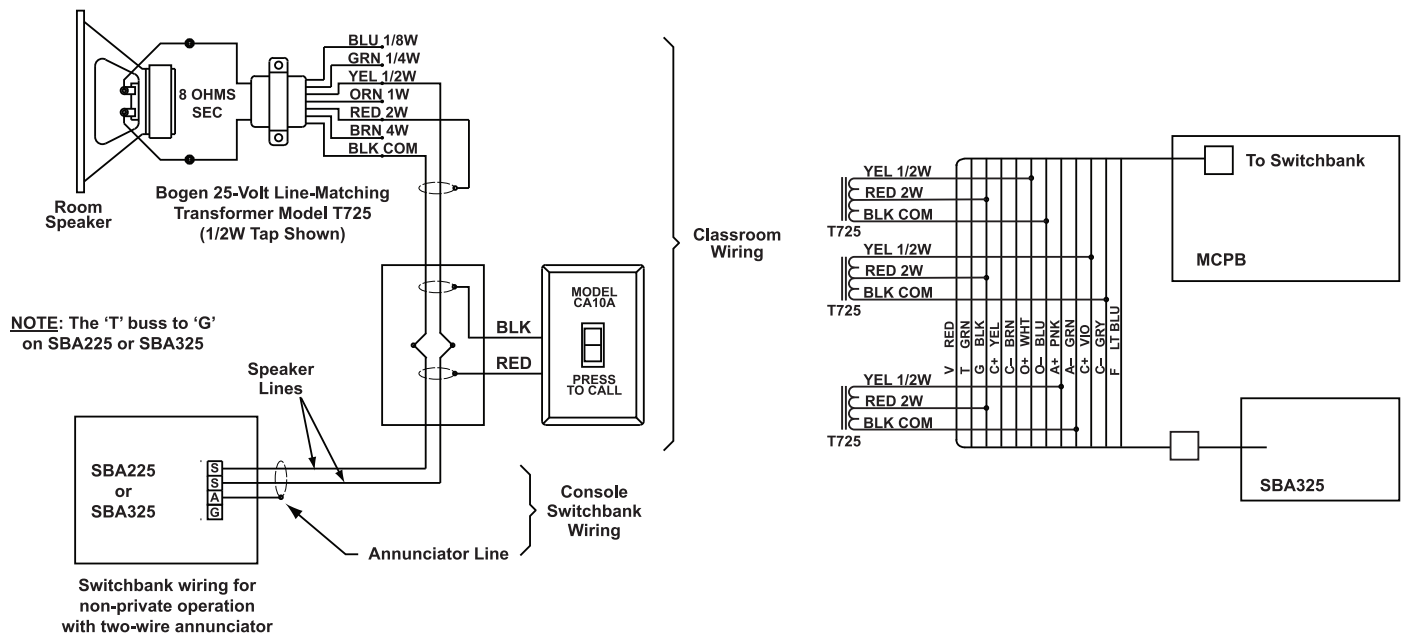 BLU 1/8W
GRN 1/4W
YEL 1/2W
ORN 1W
RED 2W
BRN 4W
BLK COM
8 OHMS
SEC
Room
Speaker
Bogen 25-Volt Line-Matching
Transformer Model T725
(1/2W Tap Shown)
Classroom
Wiring
MODEL
CA10A
PRESS
TO CALL
BLK
RED
NOTE: The ‘T’ buss to ‘G’
on SBA225 or SBA325
Speaker
Lines
SBA225
or
SBA325
S
S
A
G
Console
Switchbank
Wiring
Annunciator Line
Switchbank wiring for
non-private operation
with two-wire annunciator
To Switchbank
MCPB
YEL 1/2W
RED 2W
BLK COM
T725
YEL 1/2W
RED 2W
BLK COM
T725
V RED
T GRN
G BLK
C+ YEL
C– BRN
O+ WHT
O– BLU
A+ PNK
A– GRN
C+ VIO
C– GRY
F LT BLU
YEL 1/2W
RED 2W
BLK COM
T725
SBA325